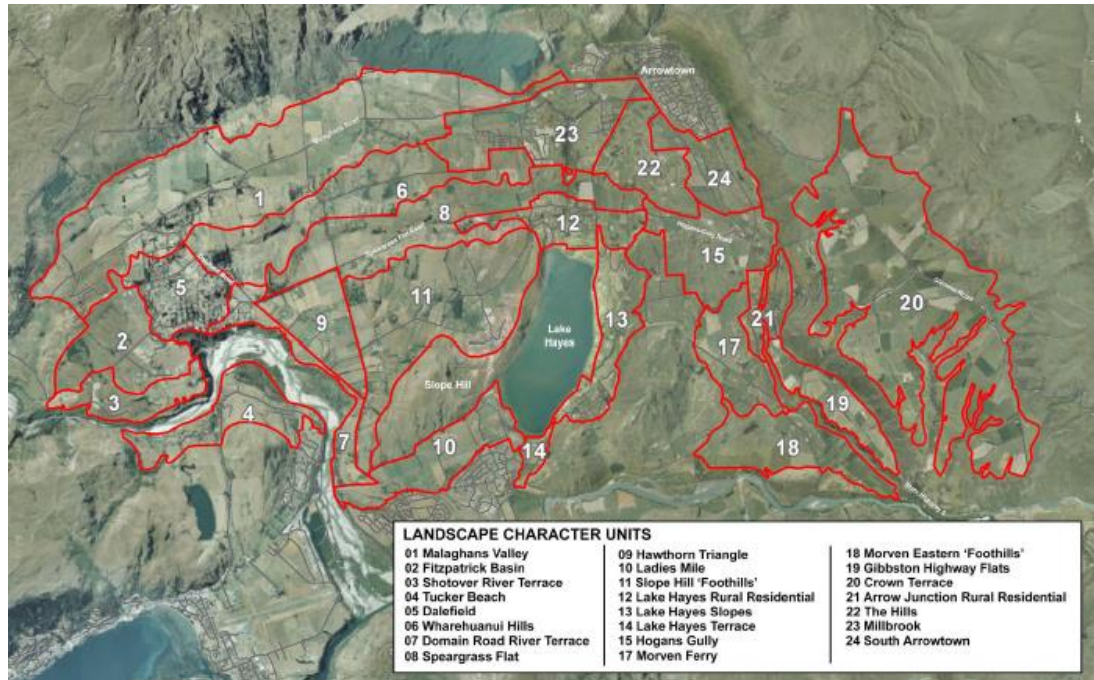 Arrowtown
23
Malaghans Road
22
24
1
6
8
12
Hogans Gully Road
15
5
11
20
9
Lake
Hayes
13
21
2
17
Slope Hill
3
4
19
7
10
14
18
LANDSCAPE CHARACTER UNITS
01 Malaghans Valley
02 Fitzpatrick Basin
03 Shotover River Terrace
04 Tucker Beach
05 Dalefield
06 Wharehuanui Hills
07 Domain Road River Terrace
08 Speargrass Flat
09 Hawthorn Triangle
10 Ladies Mile
11 Slope Hill 'Foothills'
12 Lake Hayes Rural Residential
13 Lake Hayes Slopes
14 Lake Hayes Terrace
15 Hogans Gully
17 Morven Ferry
18 Morven Eastern 'Foothills'
19 Gibbston Highway Flats
20 Crown Terrace
21 Arrow Junction Rural Residential
22 The Hills
23 Millbrook
24 South Arrowtown